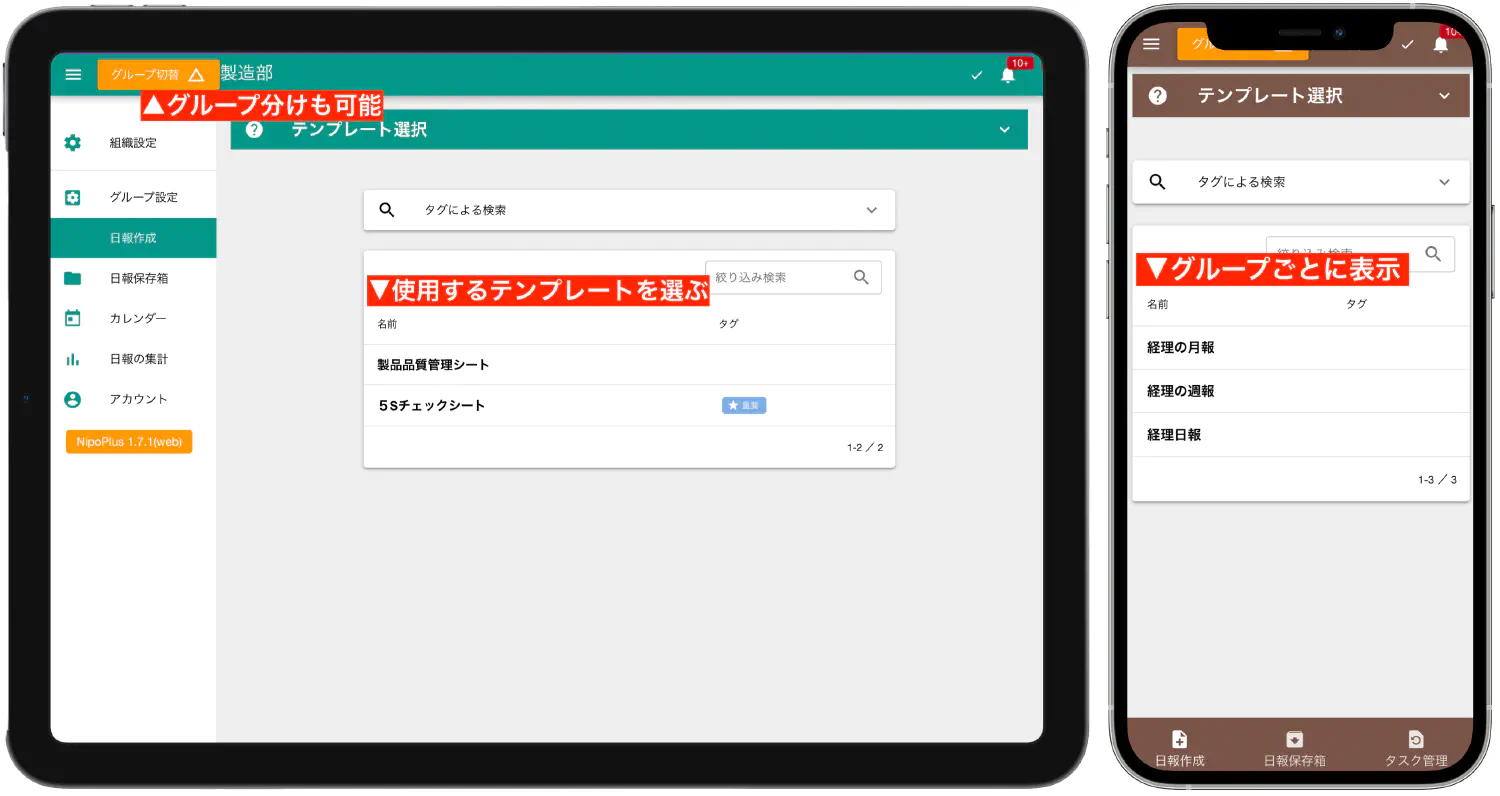 グループ切替
製造部
10+
▲グループ分けも可能
組織設定
グループ設定
日報作成
日報保存箱
カレンダー
日報の集計
アカウント
NipoPlus 1.7.1(web)
テンプレート選択
タグによる検索
絞り込み検索
▼使用するテンプレートを選ぶ
名前 タグ
製品品質管理シート
5Sチェックシート 重要
1-2 / 2
テンプレート選択
タグによる検索
絞り込み検索
▼グループごとに表示
名前 タグ
経理の月報
経理の週報
経理日報
1-3 / 3
日報作成 日報保存箱 タスク管理